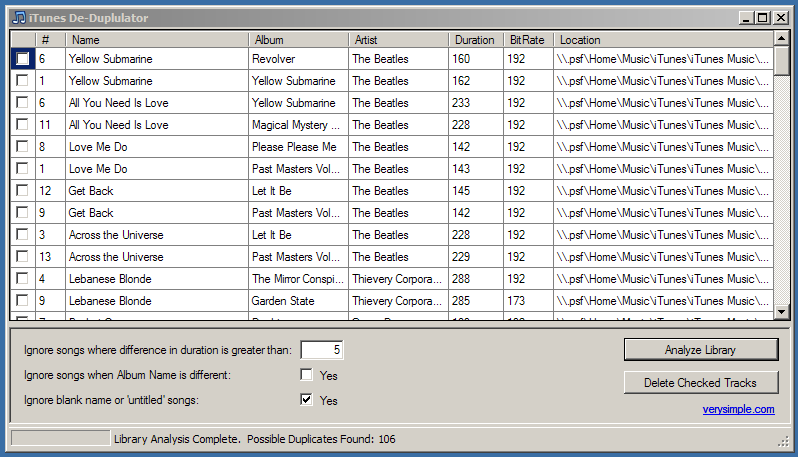 iTunes De-Duplulator
# Name Album Artist Duration BitRate Location
6 Yellow Submarine Revolver The Beatles 160 192 \\.psf\Home\Music\iTunes\iTunes Music\...
1 Yellow Submarine Yellow Submarine The Beatles 162 192 \\.psf\Home\Music\iTunes\iTunes Music\...
6 All You Need Is Love Yellow Submarine The Beatles 233 192 \\.psf\Home\Music\iTunes\iTunes Music\...
11 All You Need Is Love Magical Mystery ... The Beatles 228 192 \\.psf\Home\Music\iTunes\iTunes Music\...
8 Love Me Do Please Please Me The Beatles 142 192 \\.psf\Home\Music\iTunes\iTunes Music\...
1 Love Me Do Past Masters Vol... The Beatles 143 192 \\.psf\Home\Music\iTunes\iTunes Music\...
12 Get Back Let It Be The Beatles 145 192 \\.psf\Home\Music\iTunes\iTunes Music\...
9 Get Back Past Masters Vol... The Beatles 142 192 \\.psf\Home\Music\iTunes\iTunes Music\...
3 Across the Universe Let It Be The Beatles 228 192 \\.psf\Home\Music\iTunes\iTunes Music\...
13 Across the Universe Past Masters Vol... The Beatles 229 192 \\.psf\Home\Music\iTunes\iTunes Music\...
4 Lebanese Blonde The Mirror Conspi... Thievery Corpora... 288 192 \\.psf\Home\Music\iTunes\iTunes Music\...
9 Lebanese Blonde Garden State Thievery Corpora... 285 173 \\.psf\Home\Music\iTunes\iTunes Music\...
Ignore songs where difference in duration is greater than: 5
Analyze Library
Ignore songs when Album Name is different: Yes
Delete Checked Tracks
Ignore blank name or 'untitled' songs: Yes
verysimple.com
Library Analysis Complete. Possible Duplicates Found: 106